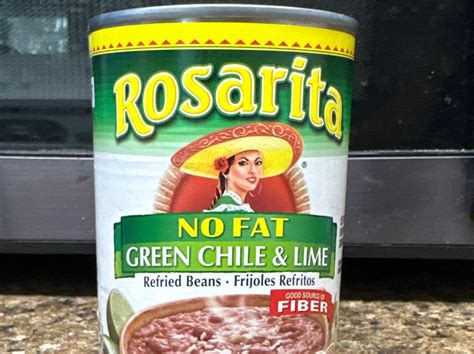 Rosarita
®
NO FAT
GREEN CHILE & LIME
Refried Beans · Frijoles Refritos
GOOD SOURCE OF
FIBER